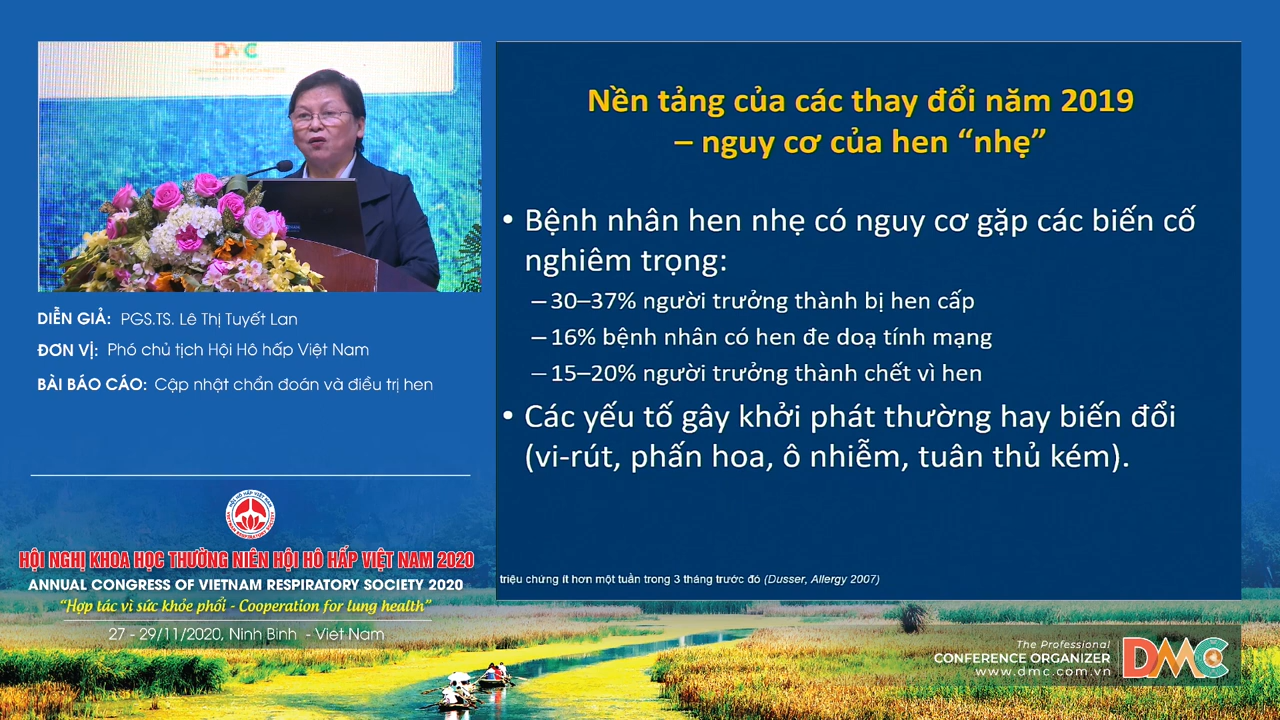 DMC
Nền tảng của các thay đổi năm 2019
– nguy cơ của hen “nhẹ”
• Bệnh nhân hen nhẹ có nguy cơ gặp các biến cố
nghiêm trọng:
– 30–37% người trưởng thành bị hen cấp
– 16% bệnh nhân có hen đe doạ tính mạng
– 15–20% người trưởng thành chết vì hen
• Các yếu tố gây khởi phát thường hay biến đổi
(vi-rút, phấn hoa, ô nhiễm, tuân thủ kém).
triệu chứng ít hơn một tuần trong 3 tháng trước đó (Dusser, Allergy 2007)
DIỄN GIẢ: PGS.TS. Lê Thị Tuyết Lan
ĐƠN VỊ: Phó chủ tịch Hội Hô hấp Việt Nam
BÀI BÁO CÁO: Cập nhật chẩn đoán và điều trị hen
HỘI NGHỊ KHOA HỌC THƯỜNG NIÊN HỘI HÔ HẤP VIỆT NAM 2020
ANNUAL CONGRESS OF VIETNAM RESPIRATORY SOCIETY 2020
“Hợp tác vì sức khỏe phổi - Cooperation for lung health”
27 - 29/11/2020, Ninh Bình - Việt Nam
The Professional
CONFERENCE ORGANIZER
www.dmc.com.vn
DMC